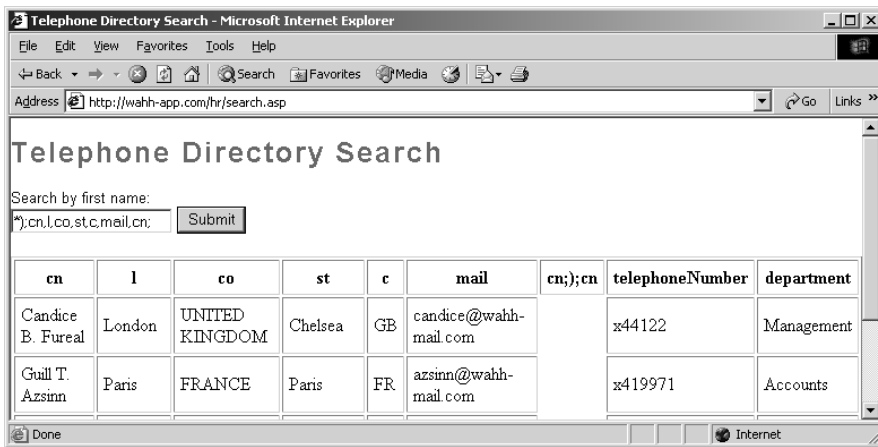 Telephone Directory Search - Microsoft Internet Explorer
File Edit View Favorites Tools Help
Back Search Favorites Media
Address http://wahh-app.com/hr/search.asp Go Links »
Telephone Directory Search
Search by first name:
*);cn,l,co,st,c,mail,cn; Submit
cn l co st c mail cn;);cn telephoneNumber department
Candice London UNITED Chelsea GB candice@wahh- x44122 Management
B. Fureal KINGDOM mail.com
Guill T. Paris FRANCE Paris FR azsinn@wahh- x419971 Accounts
Azsinn mail.com
Done Internet